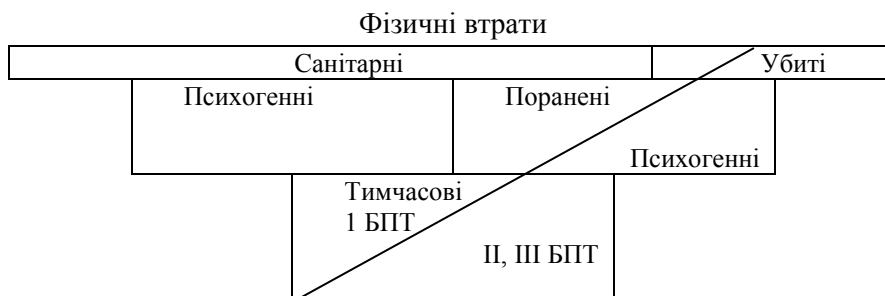 Фізичні втрати
Санітарні Убиті
Психогенні Поранені
Психогенні
Тимчасові
1 БПТ
II, III БПТ